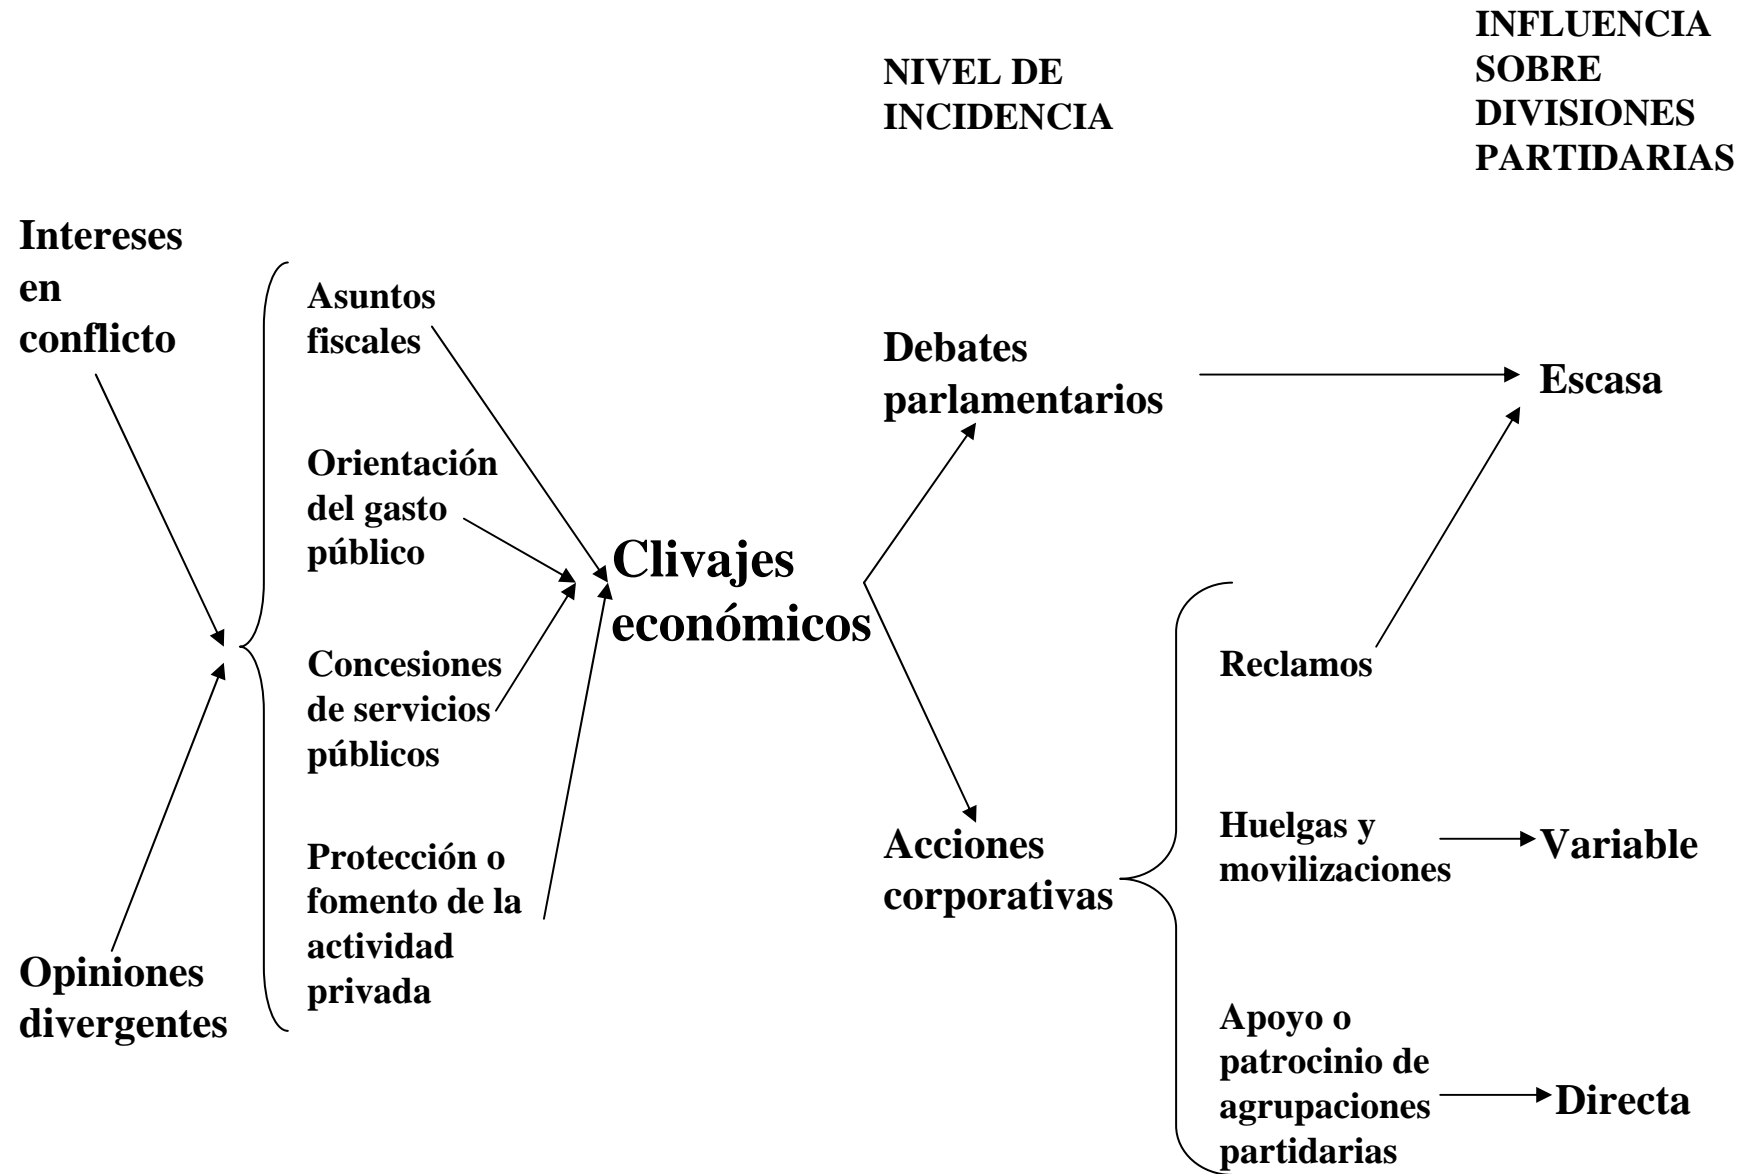 NIVEL DE
INCIDENCIA
INFLUENCIA
SOBRE
DIVISIONES
PARTIDARIAS
Intereses
en
conflicto
Opiniones
divergentes
Asuntos
fiscales
Orientación
del gasto
público
Concesiones
de servicios
públicos
Protección o
fomento de la
actividad
privada
Clivajes
económicos
Debates
parlamentarios
Acciones
corporativas
Reclamos
Huelgas y
movilizaciones
Apoyo o
patrocinio de
agrupaciones
partidarias
Escasa
Variable
Directa